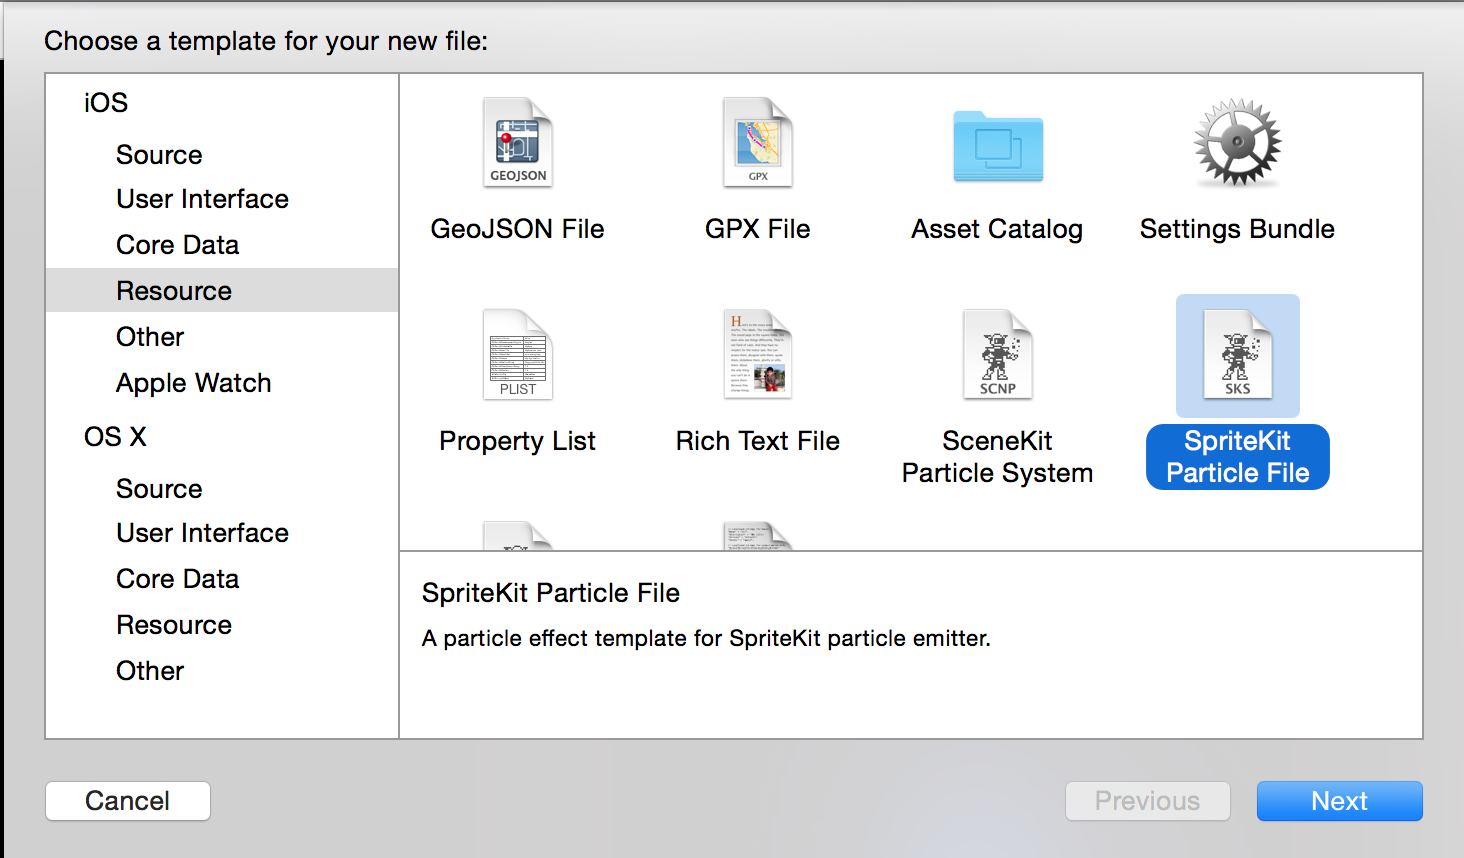 Choose a template for your new file:
iOS
Source
User Interface
Core Data
Resource
Other
Apple Watch
OS X
Source
User Interface
Core Data
Resource
Other
GEOJSON
GeoJSON File
GPX
GPX File
Asset Catalog
Settings Bundle
PLIST
Property List
H
Rich Text File
SCNP
SceneKit
Particle System
SKS
SpriteKit
Particle File
SpriteKit Particle File
A particle effect template for SpriteKit particle emitter.
Cancel
Previous
Next